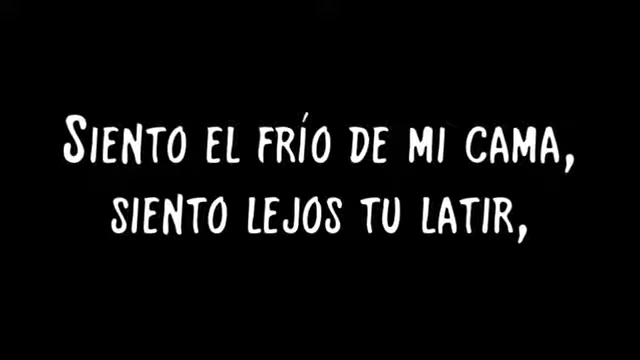 Siento el frío de mi cama,
siento lejos tu latir,